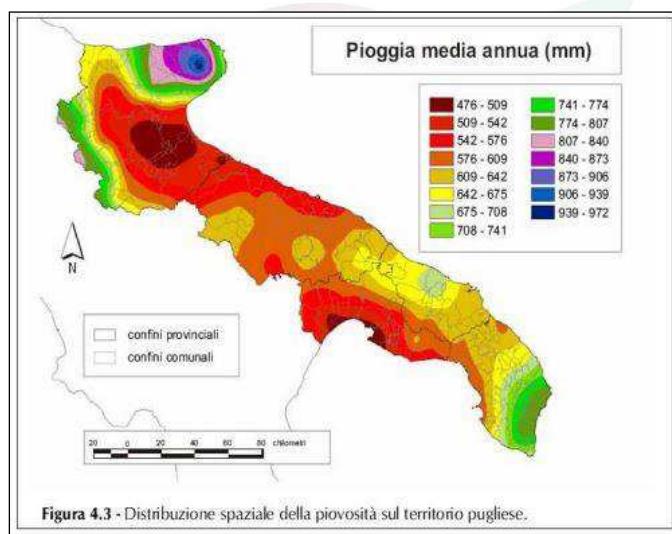 Pioggia media annua (mm)
476 - 509
509 - 542
542 - 576
576 - 609
609 - 642
642 - 675
675 - 708
708 - 741
741 - 774
774 - 807
807 - 840
840 - 873
873 - 906
906 - 939
939 - 972
N
confini provinciali
confini comunali
20 0 20 40 60 80 chilometri
Figura 4.3 - Distribuzione spaziale della piovosità sul territorio pugliese.